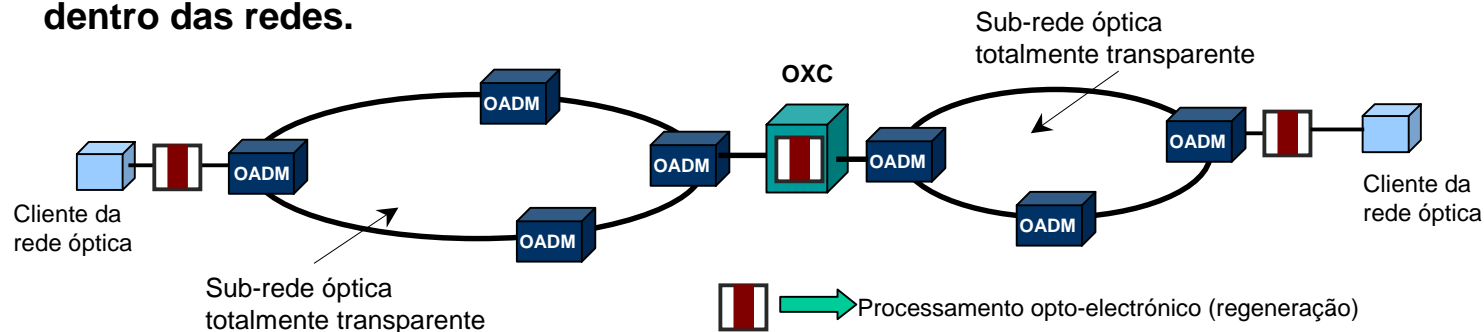 dentro das redes.
Sub-rede óptica
totalmente transparente
OXC
OADM
OADM
OADM
OADM
OADM
OADM
OADM
Cliente da
rede óptica
Cliente da
rede óptica
Sub-rede óptica
totalmente transparente
Processamento opto-electrónico (regeneração)